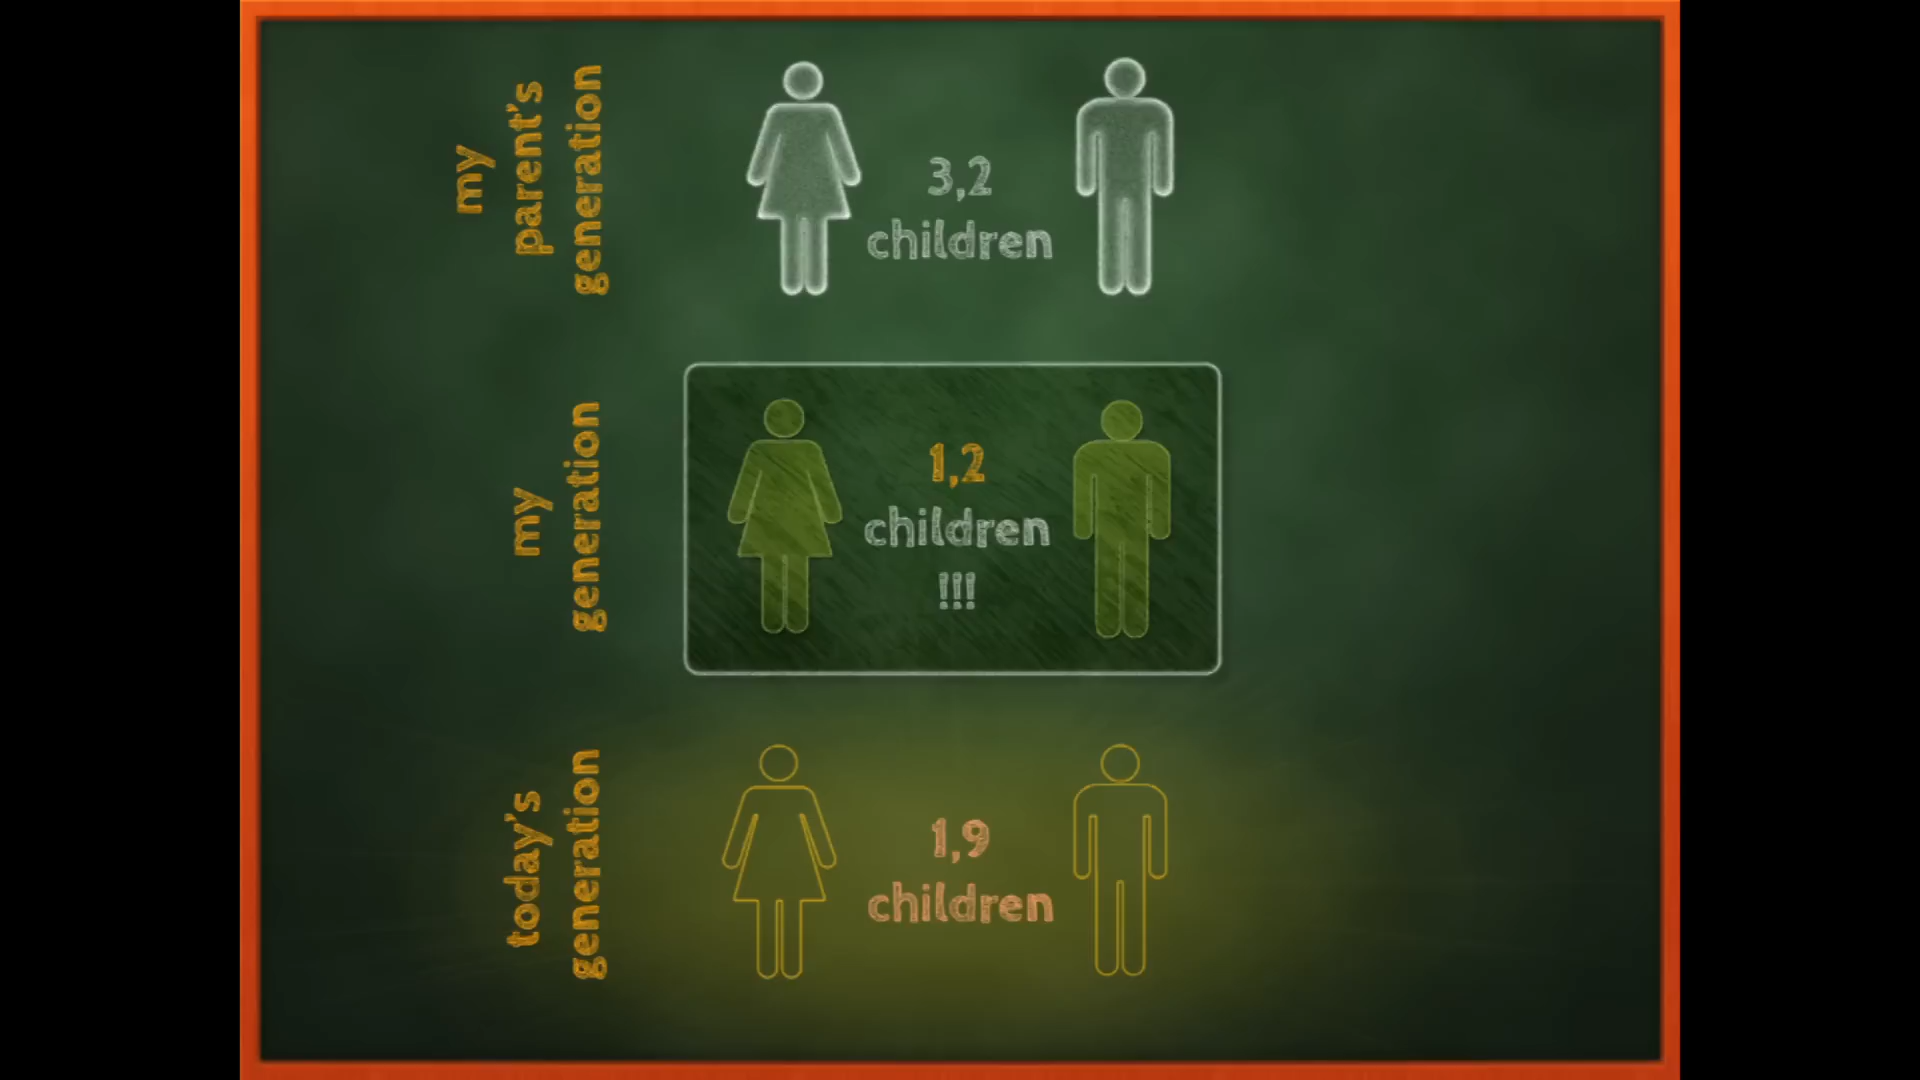 my
parent's
generation
3,2
children
my
generation
1,2
children
!!!
today's
generation
1,9
children